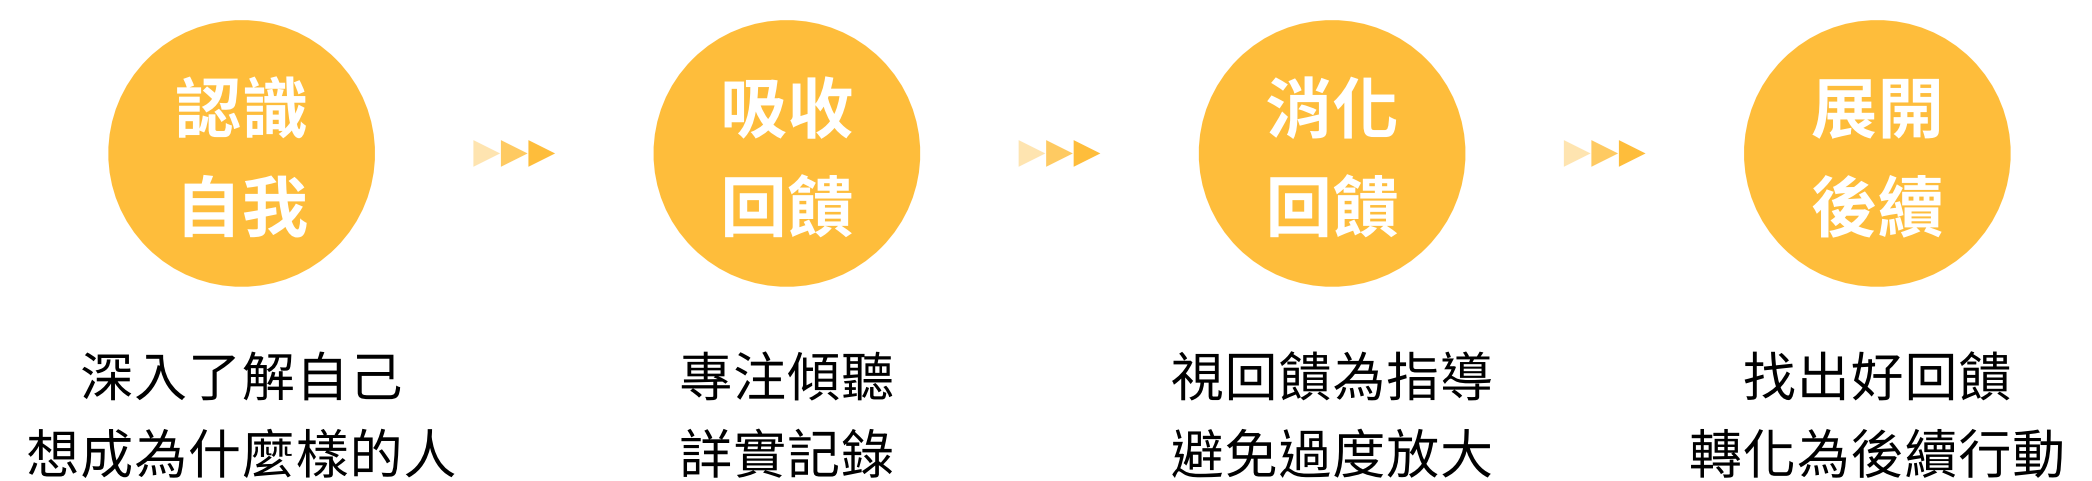 認識
自我
深入了解自己
想成為什麼樣的人
吸收
回饋
專注傾聽
詳實記錄
消化
回饋
視回饋為指導
避免過度放大
展開
後續
找出好回饋
轉化為後續行動